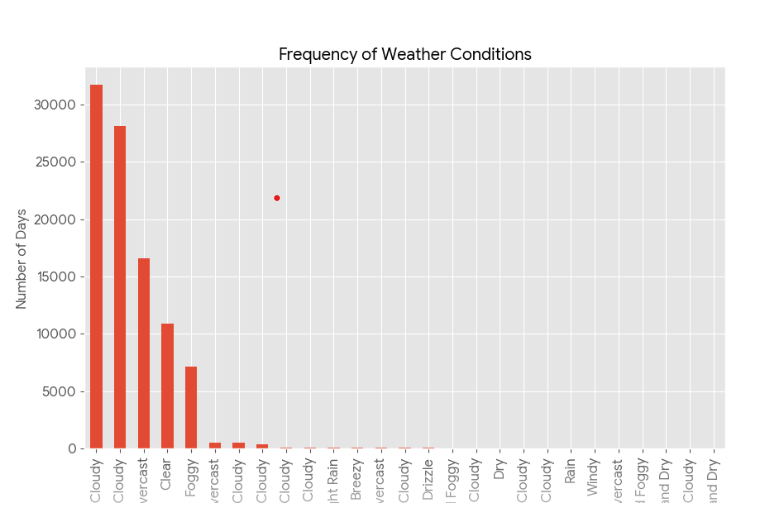 Frequency of Weather Conditions
Number of Days
30000
25000
20000
15000
10000
5000
0
Cloudy
Cloudy
vercast
Clear
Foggy
vercast
Cloudy
Cloudy
Cloudy
Cloudy
ht Rain
Breezy
vercast
Cloudy
Drizzle
Foggy
Cloudy
Dry
Cloudy
Cloudy
Rain
Windy
vercast
Foggy
and Dry
Cloudy
and Dry